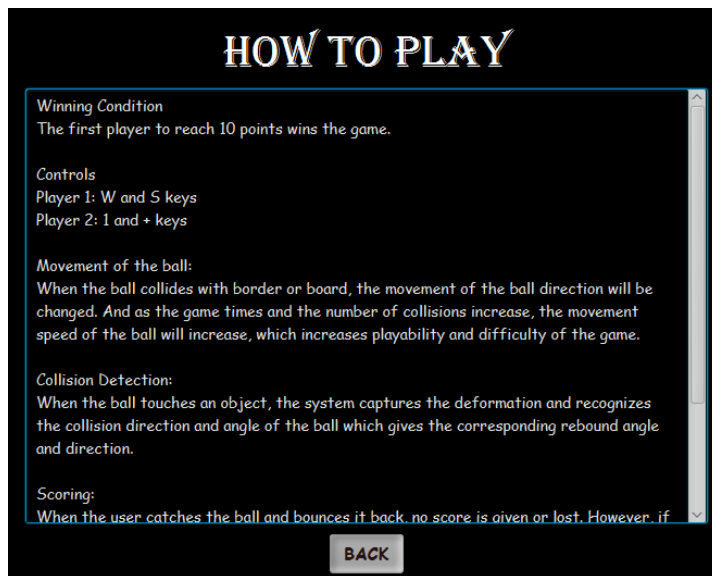 HOW TO PLAY
Winning Condition
The first player to reach 10 points wins the game.
Controls
Player 1: W and S keys
Player 2: 1 and + keys
Movement of the ball:
When the ball collides with border or board, the movement of the ball direction will be
changed. And as the game times and the number of collisions increase, the movement
speed of the ball will increase, which increases playability and difficulty of the game.
Collision Detection:
When the ball touches an object, the system captures the deformation and recognizes
the collision direction and angle of the ball which gives the corresponding rebound angle
and direction.
Scoring:
When the user catches the ball and bounces it back, no score is given or lost. However, if
BACK